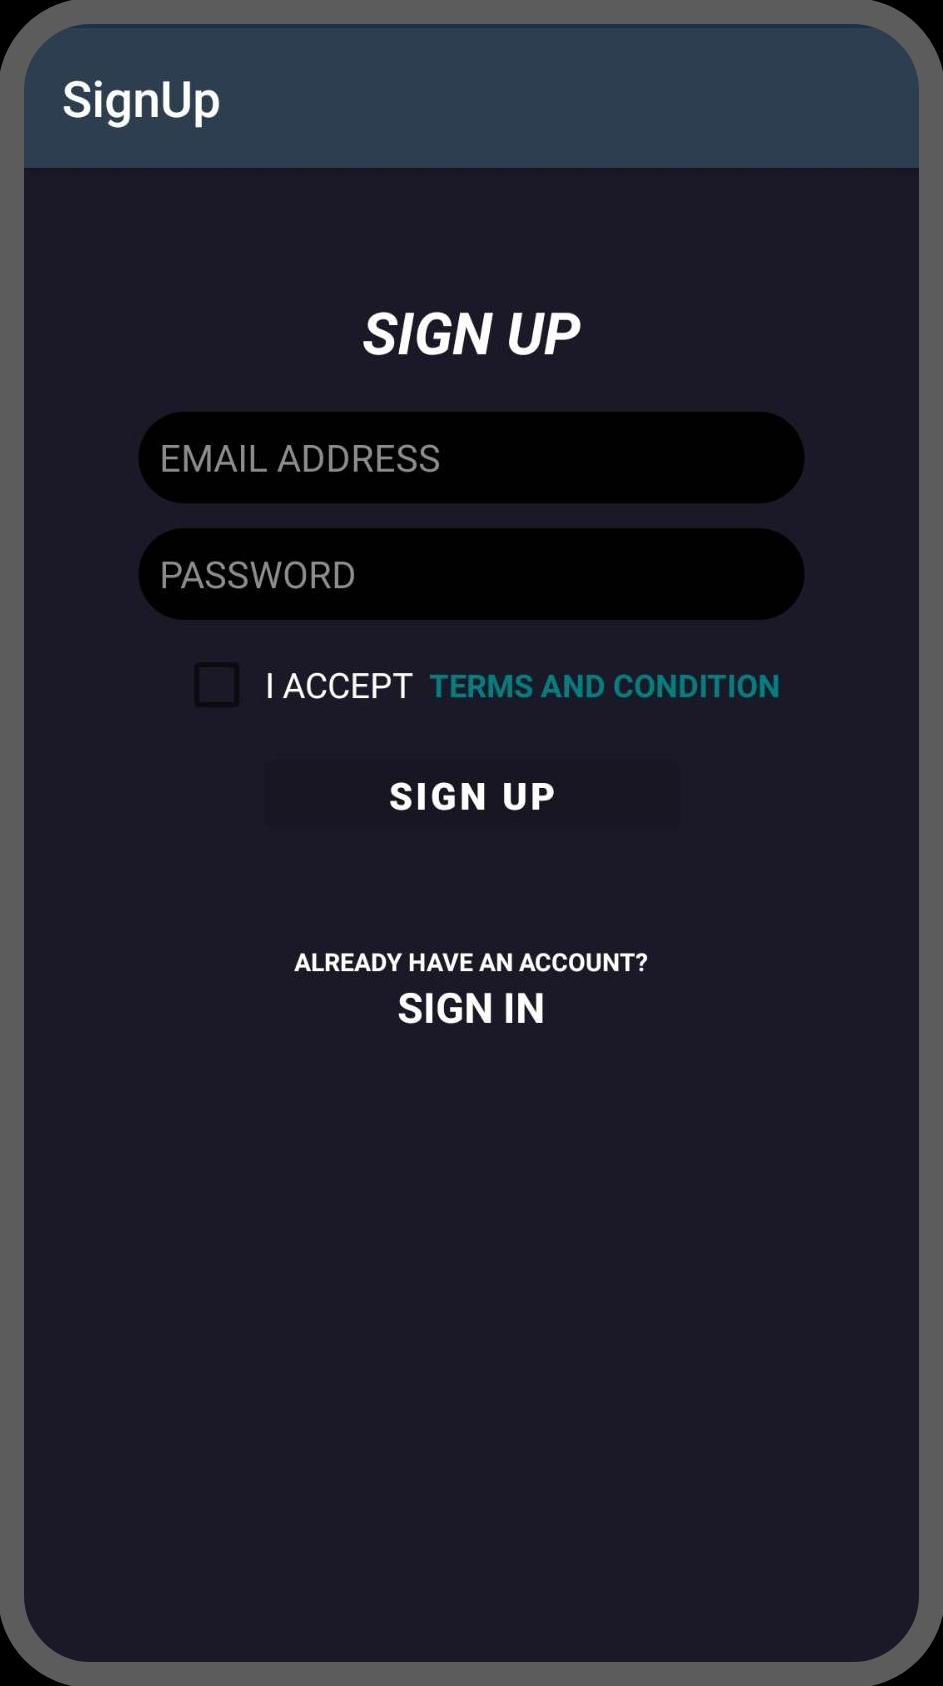 SignUp
SIGN UP
EMAIL ADDRESS
PASSWORD
I ACCEPT TERMS AND CONDITION
SIGN UP
ALREADY HAVE AN ACCOUNT?
SIGN IN